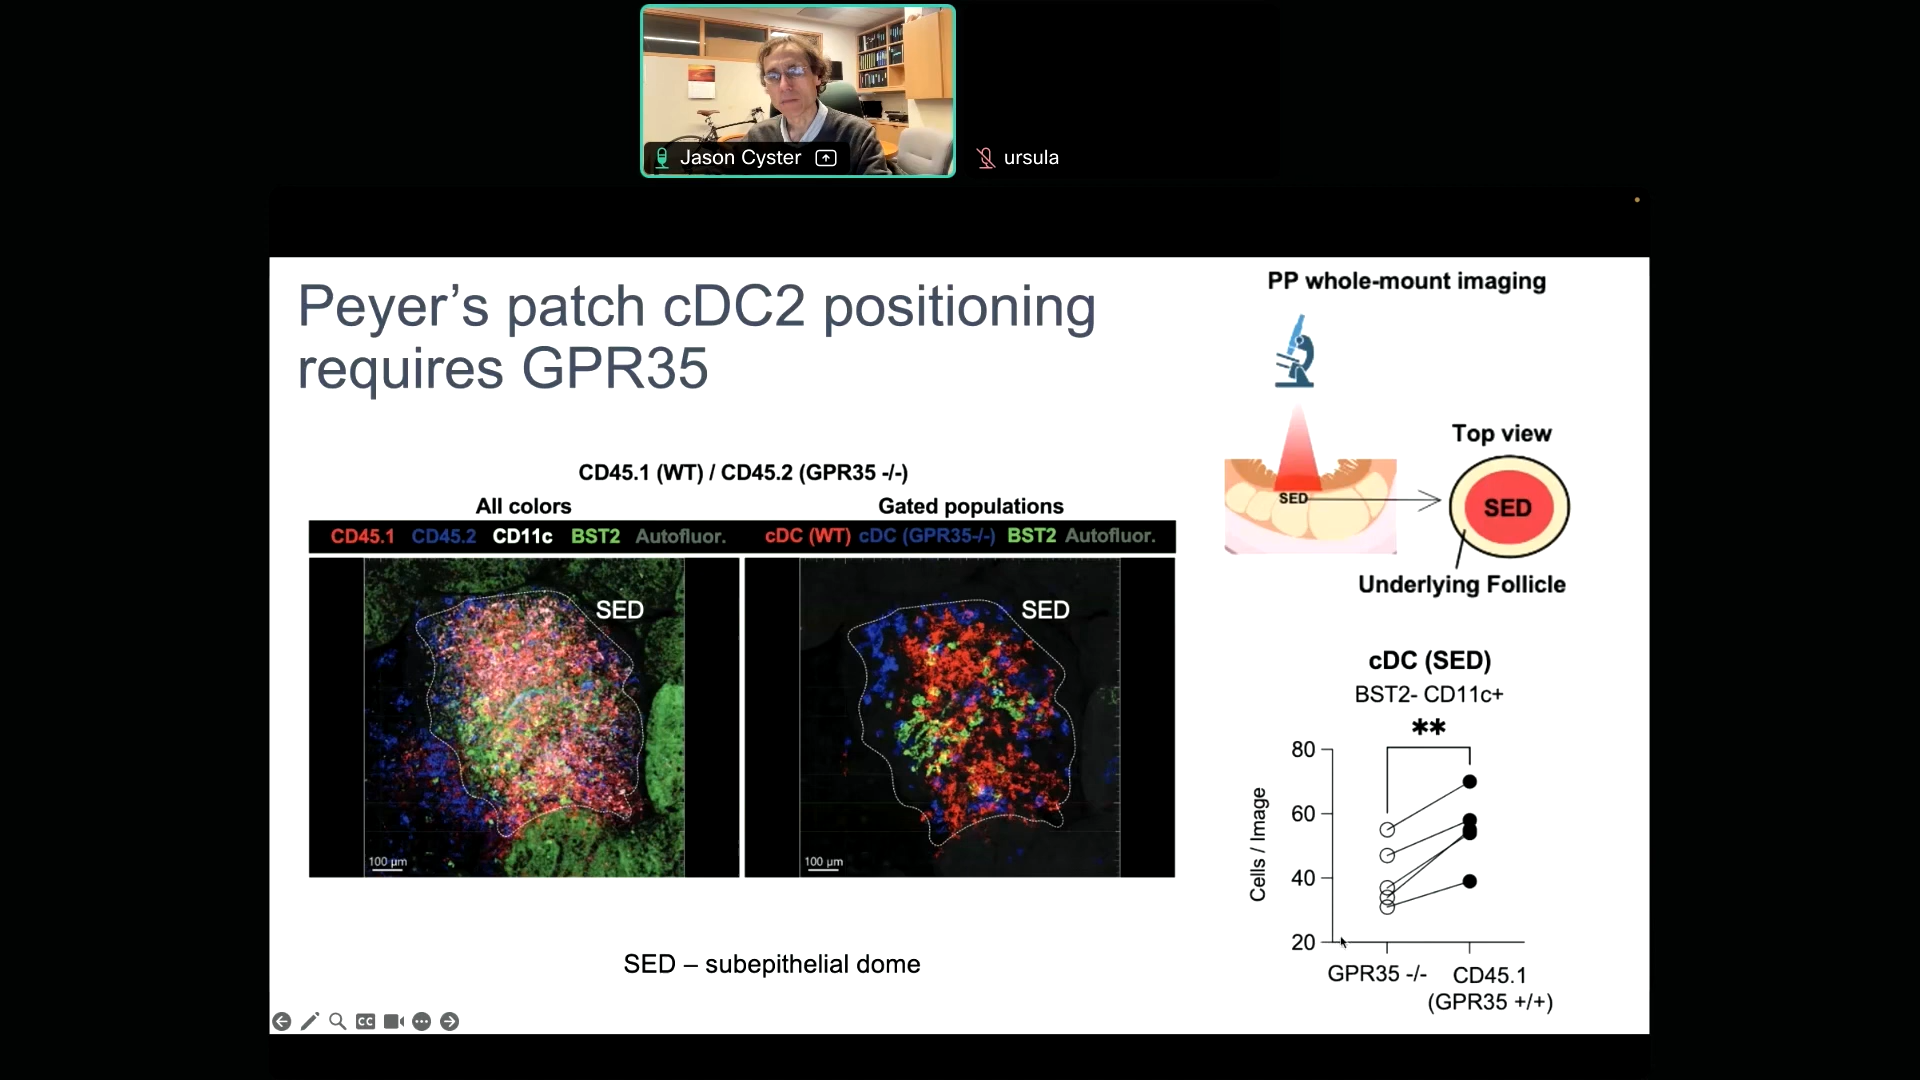 Jason Cyster
ursula
Peyer’s patch cDC2 positioning
requires GPR35
CD45.1 (WT) / CD45.2 (GPR35 -/-)
All colors
Gated populations
CD45.1 CD45.2 CD11c BST2 Autofluor.
cDC (WT) cDC (GPR35-/-) BST2 Autofluor.
SED
100 µm
SED
100 µm
SED – subepithelial dome
PP whole-mount imaging
SED
Top view
SED
Underlying Follicle
cDC (SED)
BST2- CD11c+
**
Cells / Image
80
60
40
20
GPR35 -/-
CD45.1
(GPR35 +/+)
CC